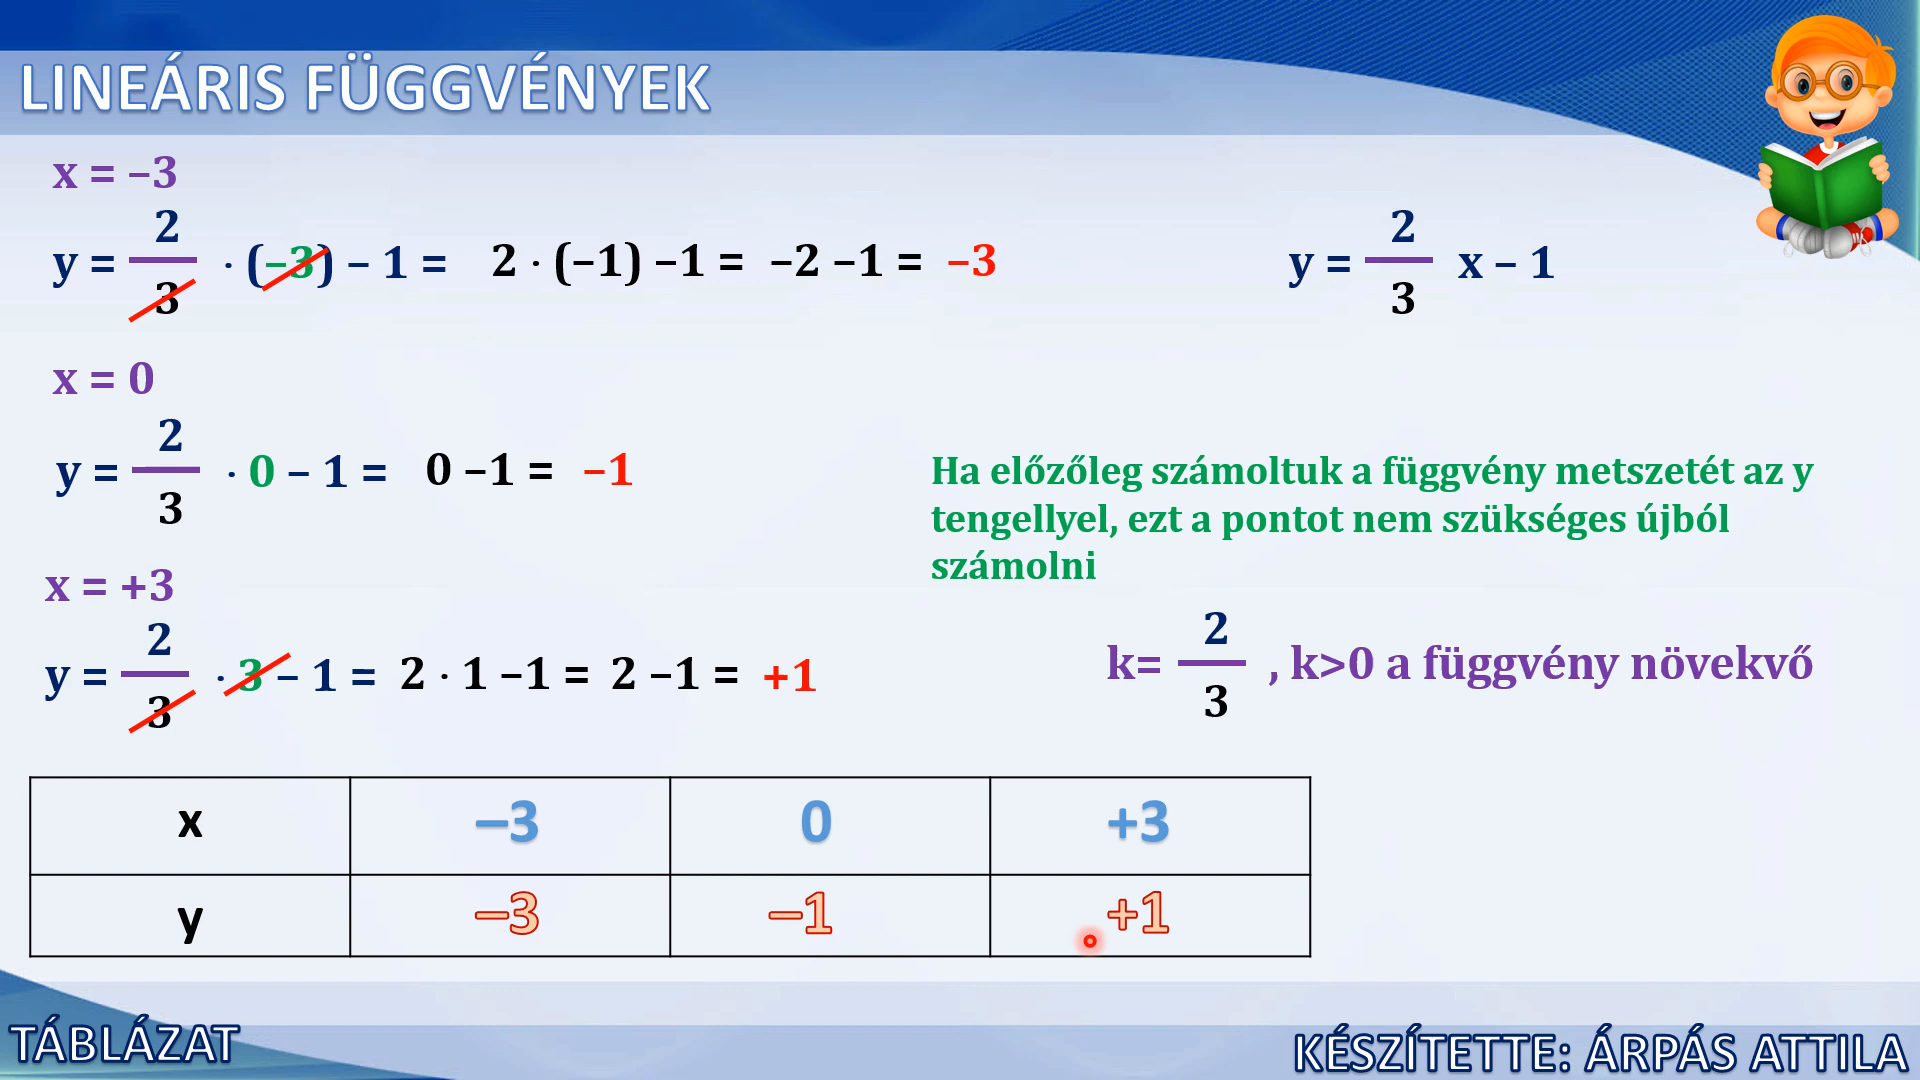 LINEÁRIS FÜGGVÉNYEK
x = –3
y = 2/3 · (–3) – 1 = 2 · (–1) –1 = –2 –1 = –3
y = 2/3 x – 1
x = 0
y = 2/3 · 0 – 1 = 0 –1 = –1
Ha előzőleg számoltuk a függvény metszetét az y
tengellyel, ezt a pontot nem szükséges újból
számolni
x = +3
y = 2/3 · 3 – 1 = 2 · 1 –1 = 2 –1 = +1
k= 2/3 , k>0 a függvény növekvő
x –3 0 +3
y –3 –1 +1
TÁBLÁZAT
KÉSZÍTETTE: ÁRPÁS ATTILA